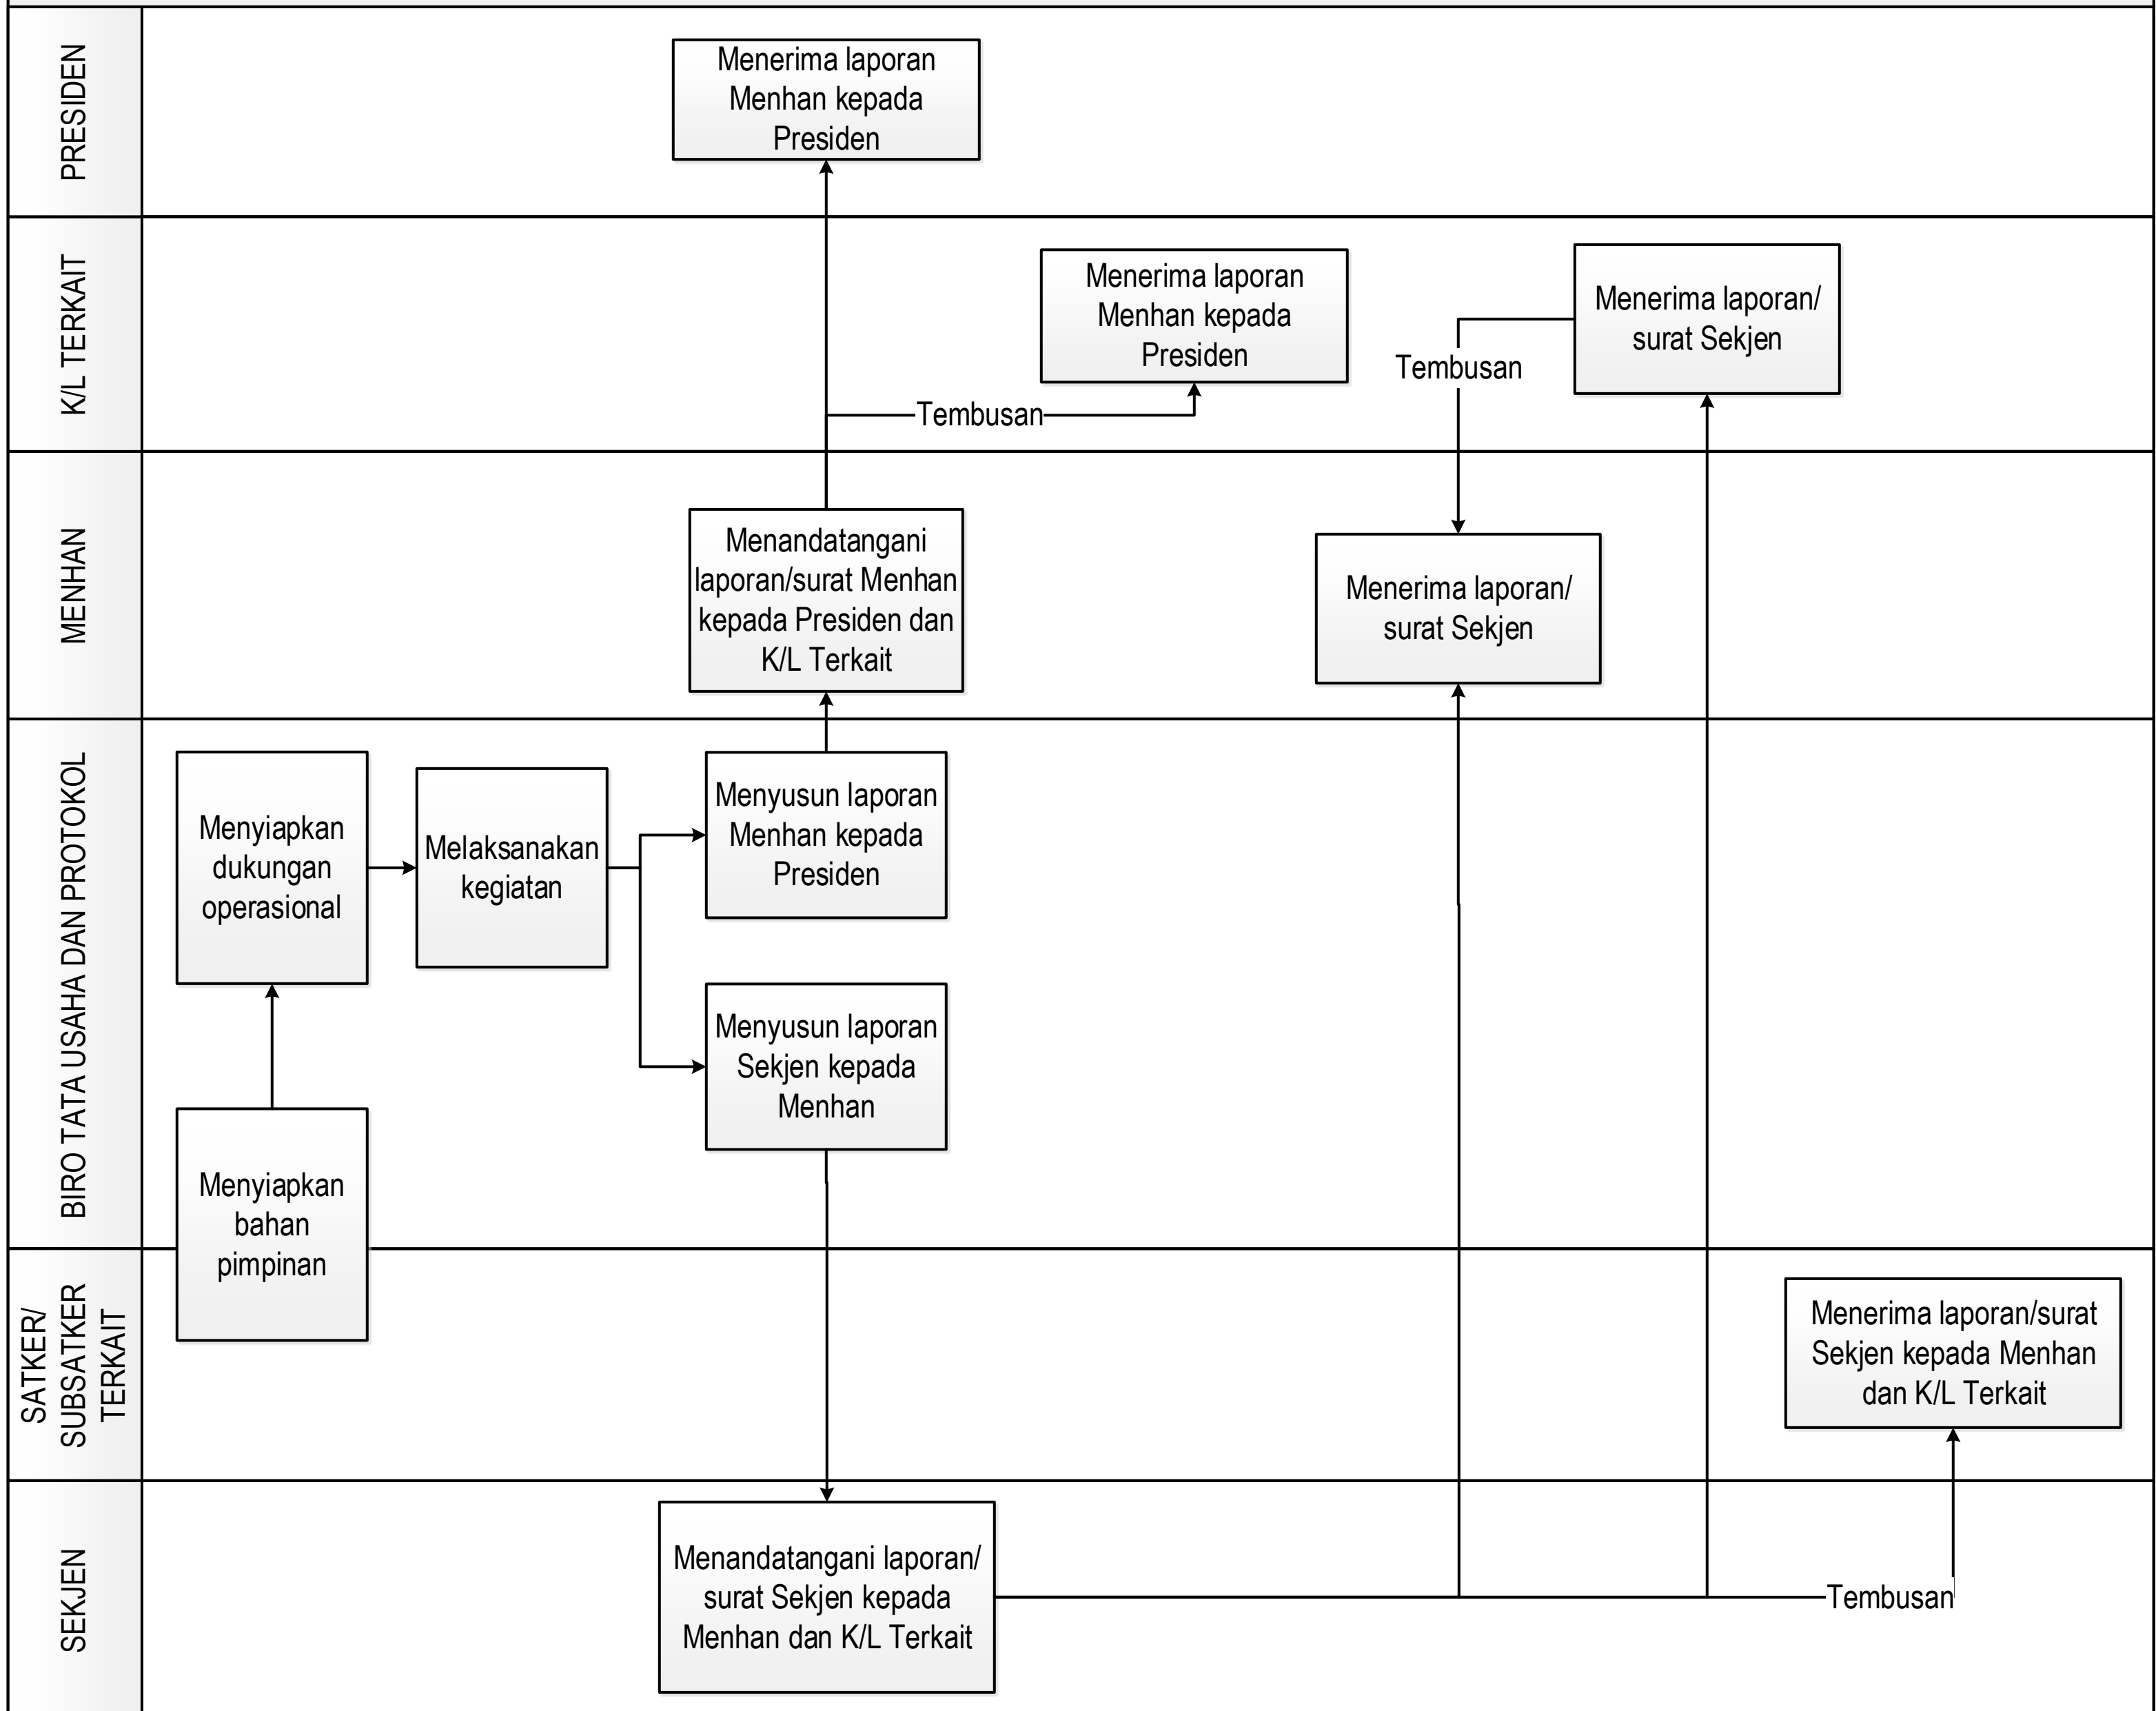 PRESIDEN
Menerima laporan
Menhan kepada
Presiden
K/L TERKAIT
Menerima laporan
Menhan kepada
Presiden
Tembusan
Menerima laporan/
surat Sekjen
Tembusan
MENHAN
Menandatangani
laporan/surat Menhan
kepada Presiden dan
K/L Terkait
Menerima laporan/
surat Sekjen
BIRO TATA USAHA DAN PROTOKOL
Menyiapkan
dukungan
operasional
Melaksanakan
kegiatan
Menyusun laporan
Menhan kepada
Presiden
Menyusun laporan
Sekjen kepada
Menhan
Menyiapkan
bahan
pimpinan
SATKER/
SUBSATKER
TERKAIT
Menerima laporan/surat
Sekjen kepada Menhan
dan K/L Terkait
SEKJEN
Menandatangani laporan/
surat Sekjen kepada
Menhan dan K/L Terkait
Tembusan